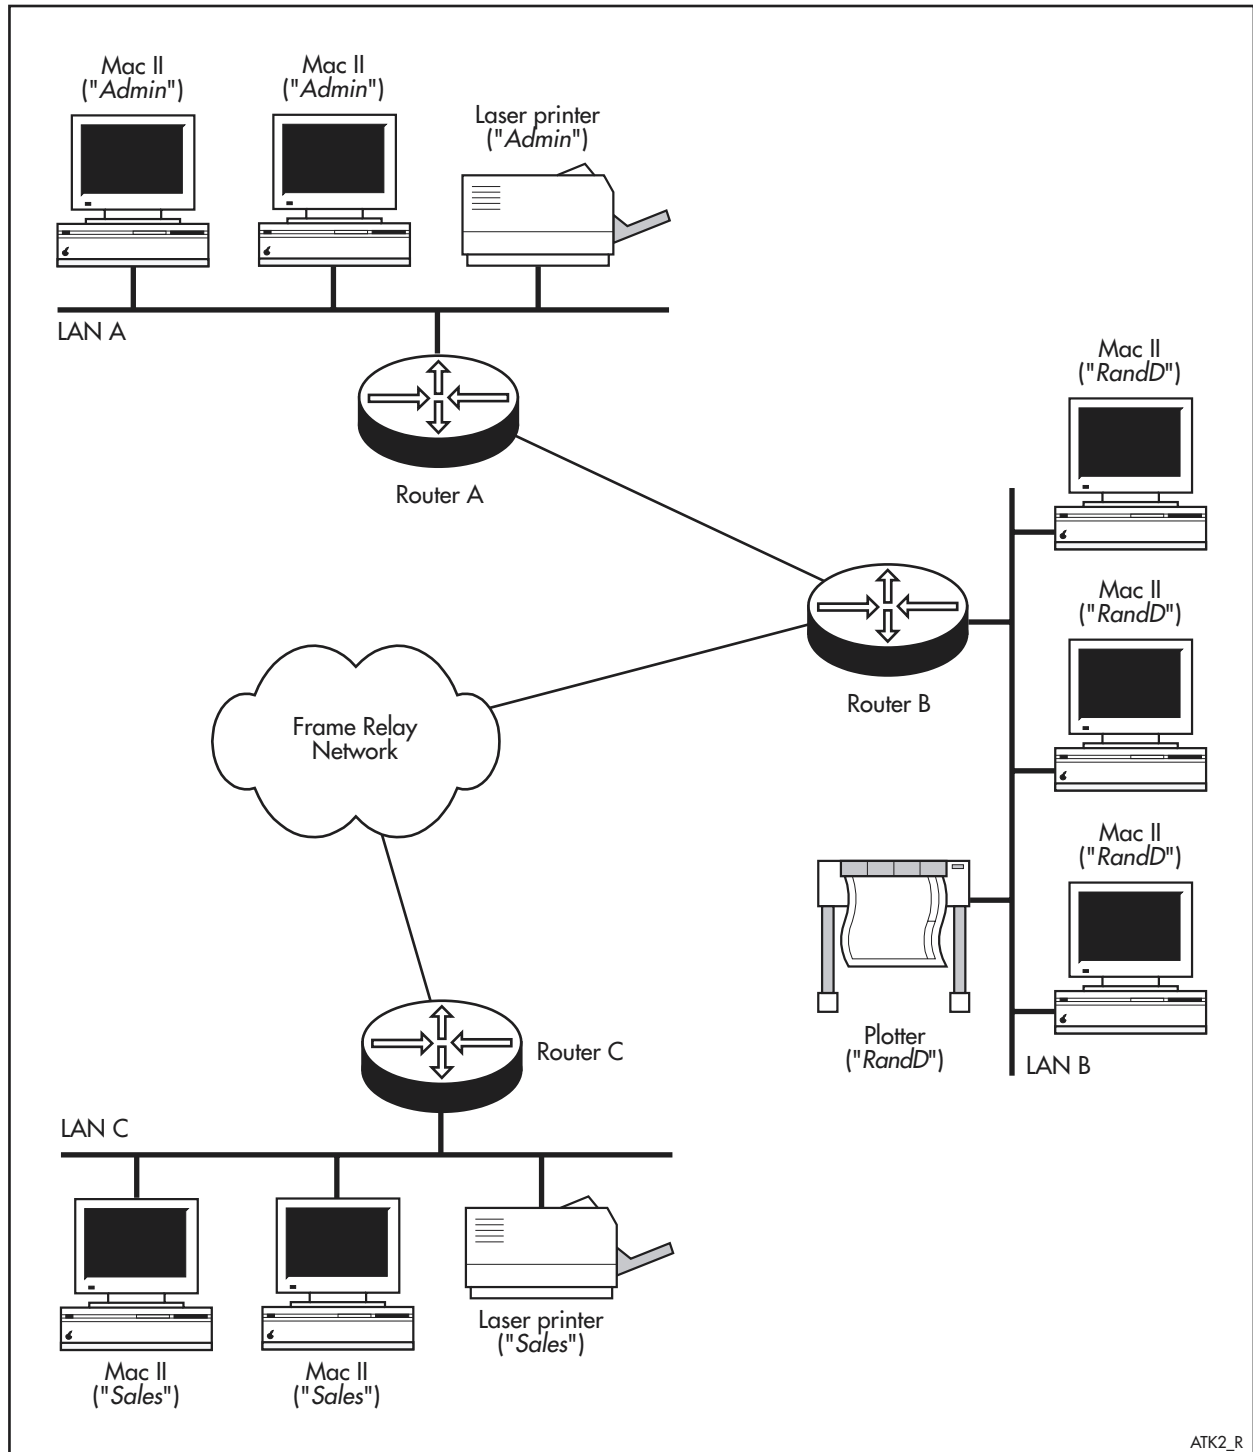 Mac II
("Admin")
Mac II
("Admin")
Laser printer
("Admin")
LAN A
Router A
Mac II
("RandD")
Mac II
("RandD")
Router B
Frame Relay
Network
Mac II
("RandD")
Plotter
("RandD")
LAN B
Router C
LAN C
Laser printer
("Sales")
Mac II
("Sales")
Mac II
("Sales")
ATK2_R